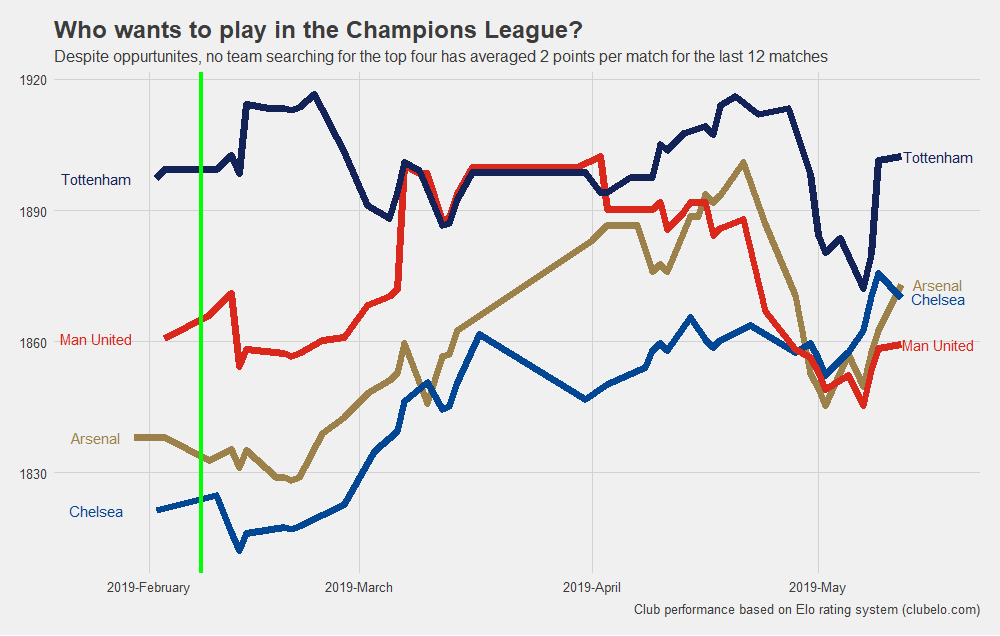 Who wants to play in the Champions League?
Despite oppurtunites, no team searching for the top four has averaged 2 points per match for the last 12 matches
1920
1890
1860
1830
Tottenham
Man United
Arsenal
Chelsea
Tottenham
Arsenal
Chelsea
Man United
2019-February
2019-March
2019-April
2019-May
Club performance based on Elo rating system (clubelo.com)